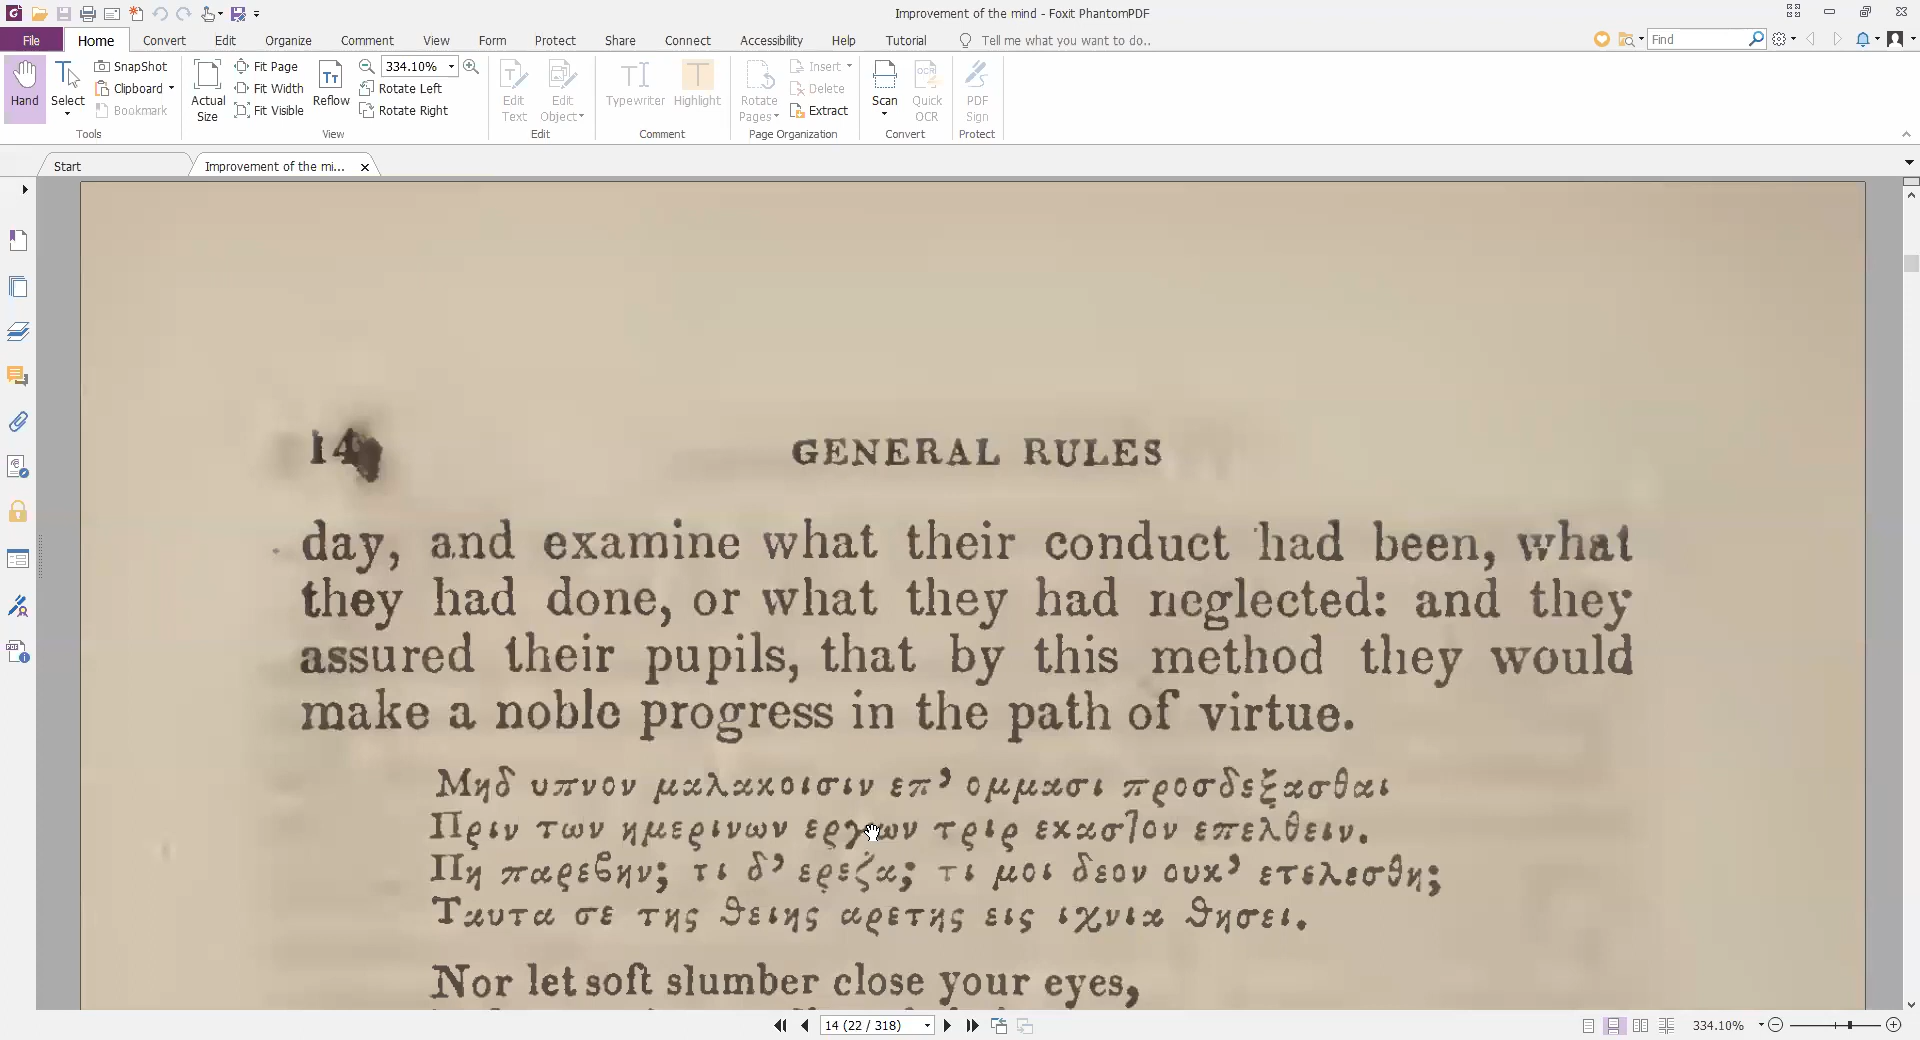 Improvement of the mind - Foxit PhantomPDF
File Home Convert Edit Organize Comment View Form Protect Share Connect Accessibility Help Tutorial Tell me what you want to do.. Find
Hand Select SnapShot Clipboard Bookmark
Actual Size Fit Page Fit Width Fit Visible Reflow 334.10% Rotate Left Rotate Right
Edit Text Edit Object Typewriter Highlight Rotate Pages Insert Delete Extract Scan Quick OCR PDF Sign
Tools View Edit Comment Page Organization Convert Protect
Start Improvement of the mi...
14 GENERAL RULES
day, and examine what their conduct had been, what
they had done, or what they had neglected: and they
assured their pupils, that by this method they would
make a noble progress in the path of virtue.
Μηδ υπνον μαλακοισιν επ’ ομμασι προσδεξασθαι
Πριν των ημερινων εργων τρις εκαστον επελθειν.
Πη παρεϐην; τι δ’ ερεζα; τι μοι δεον ουκ’ ετελεσθη;
Ταυτα σε της ϑειης αρετης εις ιχνια ϑησει.
Nor let soft slumber close your eyes,
14 (22 / 318) 334.10%